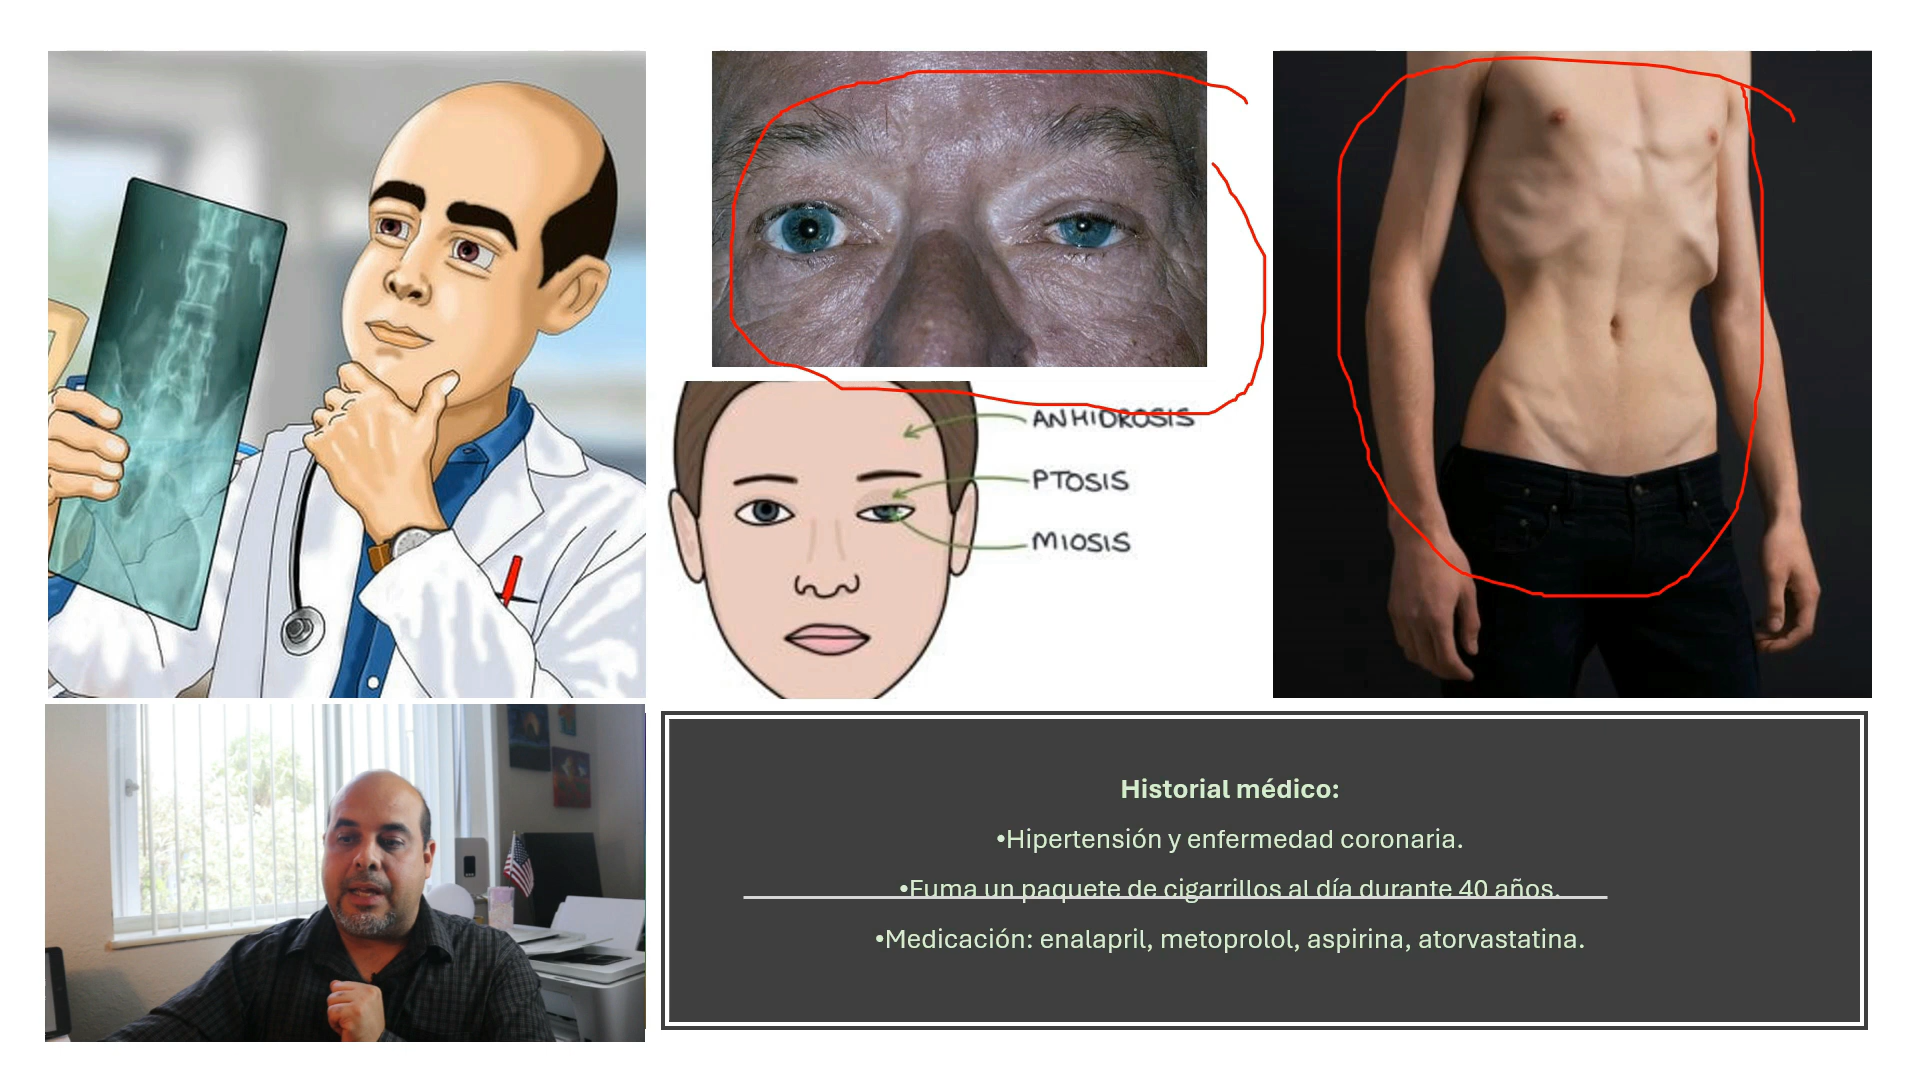 ANHIDROSIS
PTOSIS
MIOSIS
Historial médico:
•Hipertensión y enfermedad coronaria.
•Fuma un paquete de cigarrillos al día durante 40 años.
•Medicación: enalapril, metoprolol, aspirina, atorvastatina.